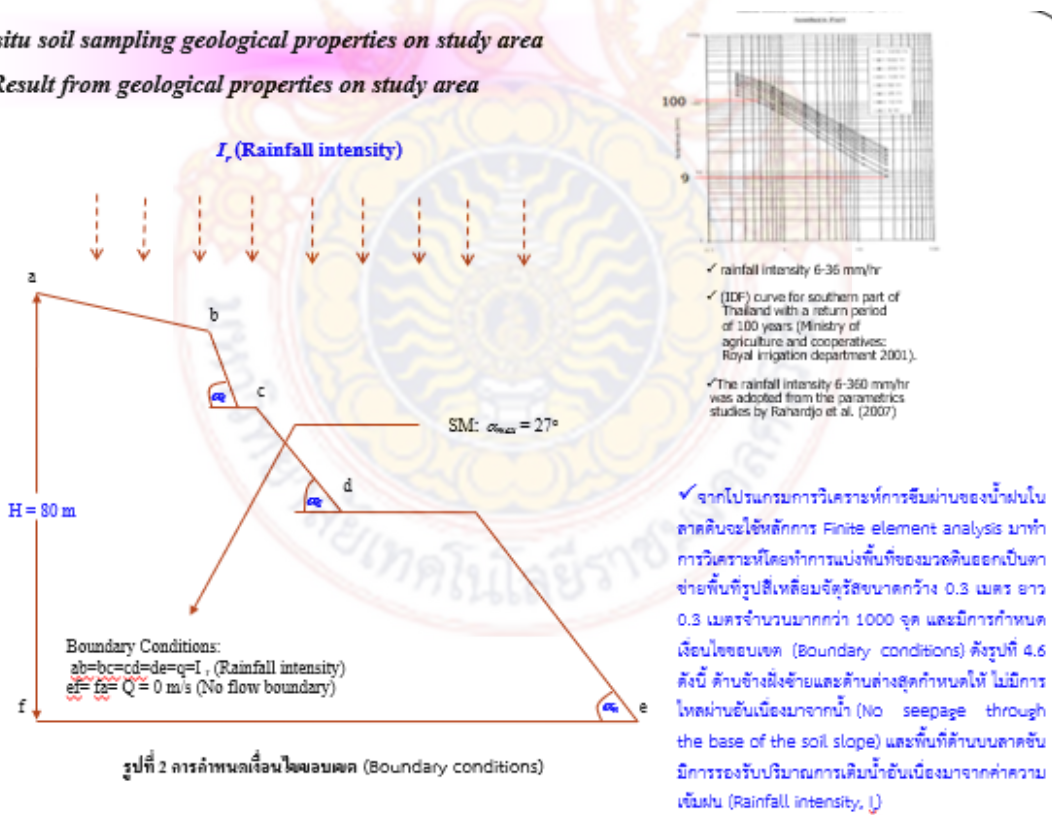 situ soil sampling geological properties on study area
Result from geological properties on study area
I_r (Rainfall intensity)
a
b
c
d
SM: α_max = 27°
H = 80 m
Boundary Conditions:
ab=bc=cd=de=q=I , (Rainfall intensity)
ef= fa= Q = 0 m/s (No flow boundary)
f
e
รูปที่ 2 การกำหนดเงื่อนไขขอบเขต (Boundary conditions)
100
9
✓ rainfall intensity 6-36 mm/hr
✓ (IDF) curve for southern part of
Thailand with a return period
of 100 years (Ministry of
agriculture and cooperatives:
Royal irrigation department 2001).
✓The rainfall intensity 6-360 mm/hr
was adopted from the parametrics
studies by Rahardjo et al. (2007)
✓ จากโปรแกรมการวิเคราะห์การซึมผ่านของน้ำฝนใน
ลาดดินจะใช้หลักการ Finite element analysis มาทำ
การวิเคราะห์โดยทำการแบ่งพื้นที่ของมวลดินออกเป็นตา
ข่ายพื้นที่รูปสี่เหลี่ยมจัตุรัสขนาดกว้าง 0.3 เมตร ยาว
0.3 เมตรจำนวนมากกว่า 1000 จุด และมีการกำหนด
เงื่อนไขขอบเขต (Boundary conditions) ดังรูปที่ 4.6
ดังนี้ ด้านข้างฝั่งซ้ายและด้านล่างสุดกำหนดให้ ไม่มีการ
ไหลผ่านอันเนื่องมาจากน้ำ (No seepage through
the base of the soil slope) และพื้นที่ด้านบนลาดชัน
มีการรองรับปริมาณการเติมน้ำอันเนื่องมาจากค่าความ
เข้มฝน (Rainfall intensity, I_r)